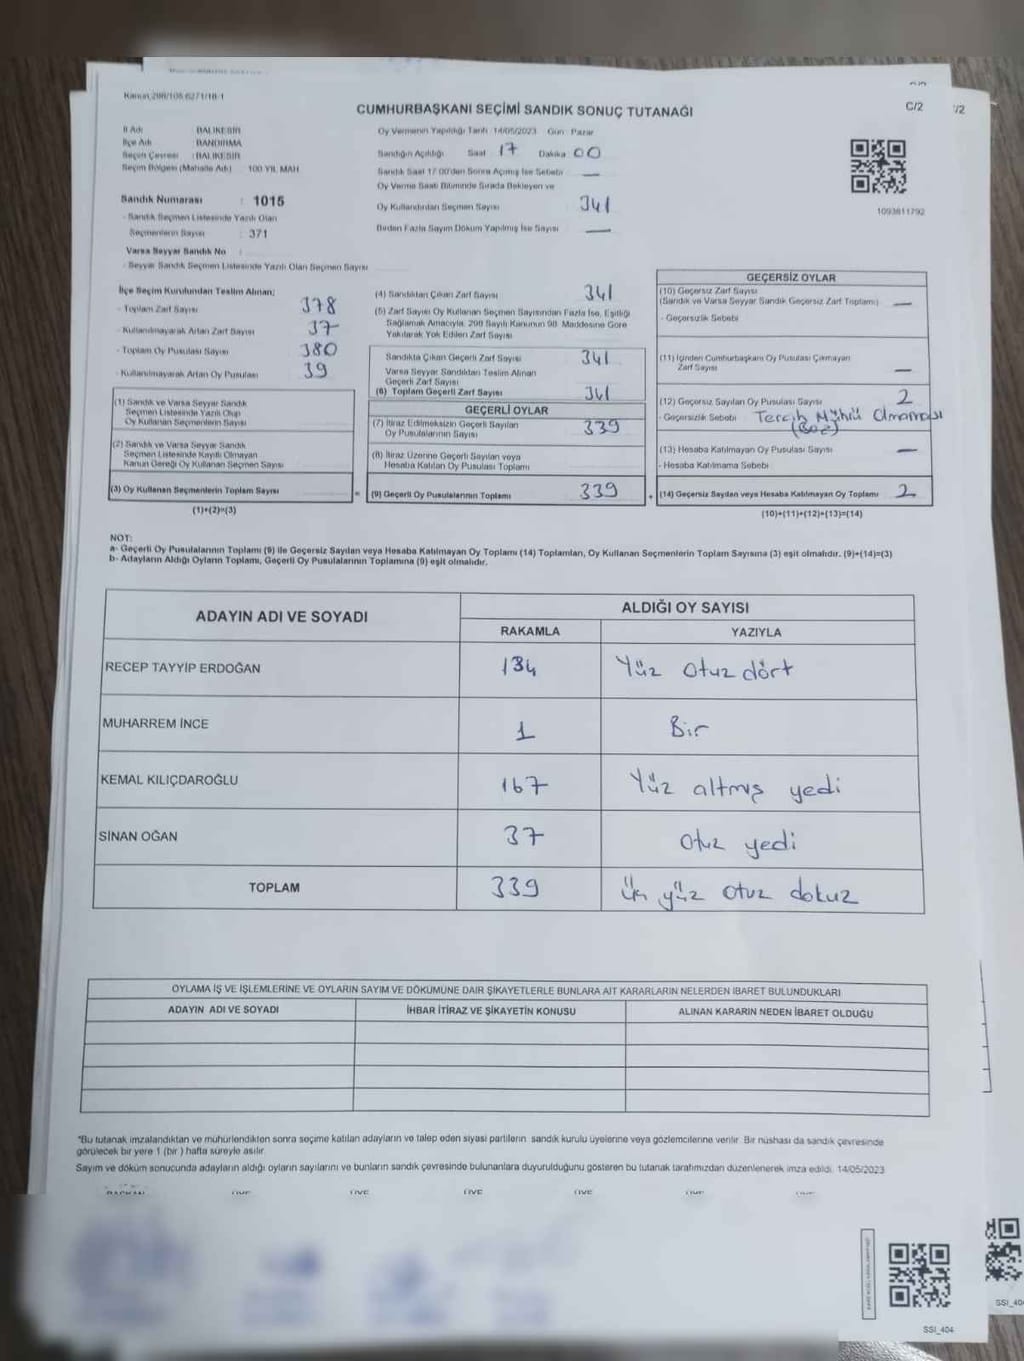 Kanun 298/105.6271/18-1
CUMHURBAŞKANI SEÇİMİ SANDIK SONUÇ TUTANAĞI
C/2
/2
İl Adı BALIKESİR
İlçe Adı BANDIRMA
Seçim Çevresi : BALIKESİR
Seçim Bölgesi (Mahalle Adı) 100 YIL MAH
Oy Vermenin Yapıldığı Tarih 14/05/2023 Gün Pazar
Sandığın Açıldığı Saat 17 Dakika 00
Sandık Saat 17.00'den Sonra Açılmış İse Sebebi —
Oy Verme Saati Bitiminde Sırada Bekleyen ve
Oy Kullandırılan Seçmen Sayısı 341
Birden Fazla Sayım Döküm Yapılmış İse Sayısı —
1093811792
Sandık Numarası : 1015
- Sandık Seçmen Listesinde Yazılı Olan
Seçmenlerin Sayısı : 371
Varsa Seyyar Sandık No :
- Seyyar Sandık Seçmen Listesinde Yazılı Olan Seçmen Sayısı
İlçe Seçim Kurulundan Teslim Alınan;
- Toplam Zarf Sayısı 378
- Kullanılmayarak Artan Zarf Sayısı 37
- Toplam Oy Pusulası Sayısı 380
- Kullanılmayarak Artan Oy Pusulası 39
(1) Sandık ve Varsa Seyyar Sandık
Seçmen Listesinde Yazılı Olup
Oy Kullanan Seçmenlerin Sayısı
(2) Sandık ve Varsa Seyyar Sandık
Seçmen Listesinde Kayıtlı Olmayan
Kanun Gereği Oy Kullanan Seçmen Sayısı
(3) Oy Kullanan Seçmenlerin Toplam Sayısı
(1)+(2)=(3)
(4) Sandıktan Çıkan Zarf Sayısı 341
(5) Zarf Sayısı Oy Kullanan Seçmen Sayısından Fazla İse, Eşitliği
Sağlamak Amacıyla, 298 Sayılı Kanunun 98. Maddesine Göre
Yakılarak Yok Edilen Zarf Sayısı
Sandıkta Çıkan Geçerli Zarf Sayısı 341
Varsa Seyyar Sandıktan Teslim Alınan
Geçerli Zarf Sayısı
(6) Toplam Geçerli Zarf Sayısı 341
GEÇERLİ OYLAR
(7) İtiraz Edilmeksizin Geçerli Sayılan
Oy Pusulalarının Sayısı 339
(8) İtiraz Üzerine Geçerli Sayılan veya
Hesaba Katılan Oy Pusulası Toplamı
= (9) Geçerli Oy Pusulalarının Toplamı 339
GEÇERSİZ OYLAR
(10) Geçersiz Zarf Sayısı
(Sandık ve Varsa Seyyar Sandık Geçersiz Zarf Toplamı) —
- Geçersizlik Sebebi
(11) İçinden Cumhurbaşkanı Oy Pusulası Çıkmayan
Zarf Sayısı —
(12) Geçersiz Sayılan Oy Pusulası Sayısı 2
- Geçersizlik Sebebi Tercih Mührü Olmaması
(Boş)
(13) Hesaba Katılmayan Oy Pusulası Sayısı —
- Hesaba Katılmama Sebebi
+ (14) Geçersiz Sayılan veya Hesaba Katılmayan Oy Toplamı 2
(10)+(11)+(12)+(13)=(14)
NOT:
a- Geçerli Oy Pusulalarının Toplamı (9) ile Geçersiz Sayılan veya Hesaba Katılmayan Oy Toplamı (14) Toplamları, Oy Kullanan Seçmenlerin Toplam Sayısına (3) eşit olmalıdır. (9)+(14)=(3)
b- Adayların Aldığı Oyların Toplamı, Geçerli Oy Pusulalarının Toplamına (9) eşit olmalıdır.
ADAYIN ADI VE SOYADI
ALDIĞI OY SAYISI
RAKAMLA YAZIYLA
RECEP TAYYİP ERDOĞAN 134 Yüz otuz dört
MUHARREM İNCE 1 Bir
KEMAL KILIÇDAROĞLU 167 Yüz altmış yedi
SİNAN OĞAN 37 otuz yedi
TOPLAM 339 üç yüz otuz dokuz
OYLAMA İŞ VE İŞLEMLERİNE VE OYLARIN SAYIM VE DÖKÜMÜNE DAİR ŞİKAYETLERLE BUNLARA AİT KARARLARIN NELERDEN İBARET BULUNDUKLARI
ADAYIN ADI VE SOYADI İHBAR İTİRAZ VE ŞİKAYETİN KONUSU ALINAN KARARIN NEDEN İBARET OLDUĞU
"Bu tutanak imzalandıktan ve mühürlendikten sonra seçime katılan adayların ve talep eden siyasi partilerin sandık kurulu üyelerine veya gözlemcilerine verilir. Bir nüshası da sandık çevresinde
görülecek bir yere 1 (bir) hafta süreyle asılır.
Sayım ve döküm sonucunda adayların aldığı oyların sayılarını ve bunların sandık çevresinde bulunanlara duyurulduğunu gösteren bu tutanak tarafımızdan düzenlenerek imza edildi. 14/05/2023
SSI_404